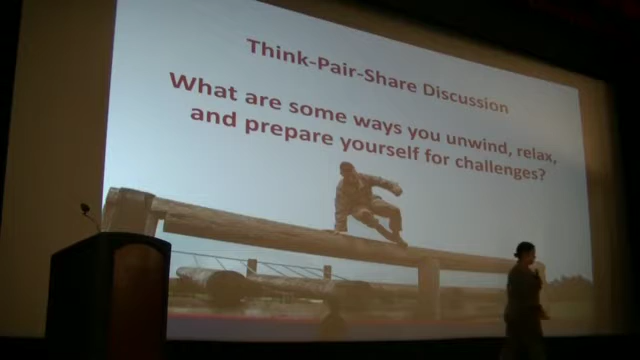 Think-Pair-Share Discussion
What are some ways you unwind, relax,
and prepare yourself for challenges?